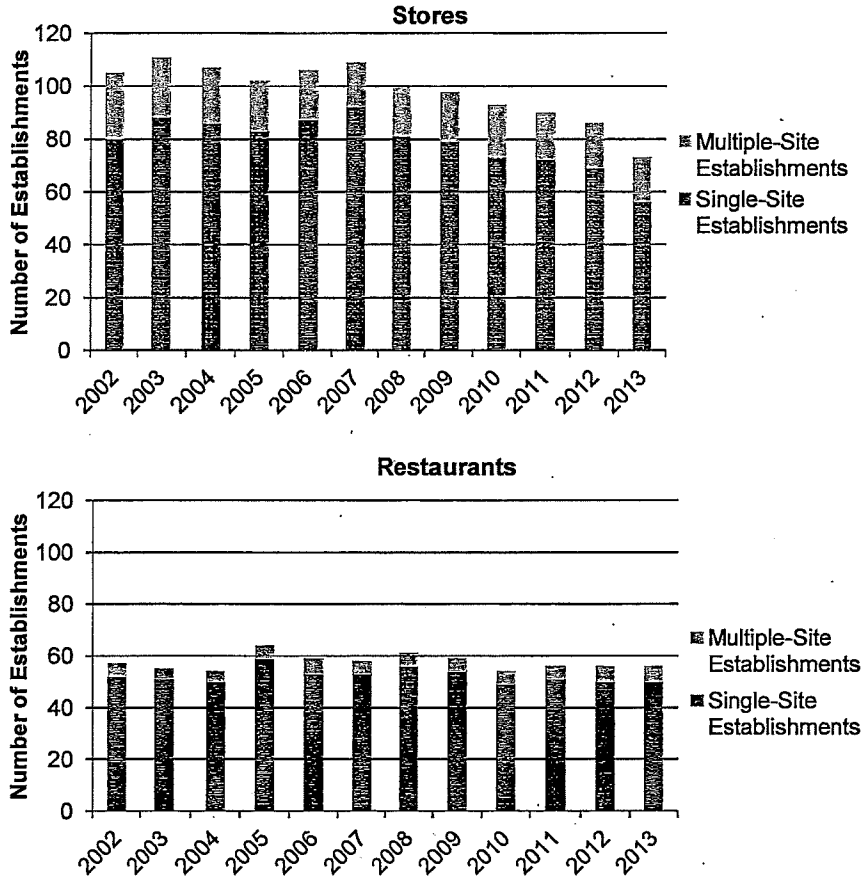 Stores
120
100
80
60
40
20
0
Number of Establishments
2002 2003 2004 2005 2006 2007 2008 2009 2010 2011 2012 2013
Multiple-Site
Establishments
Single-Site
Establishments
Restaurants
120
100
80
60
40
20
0
Number of Establishments
2002 2003 2004 2005 2006 2007 2008 2009 2010 2011 2012 2013
Multiple-Site
Establishments
Single-Site
Establishments